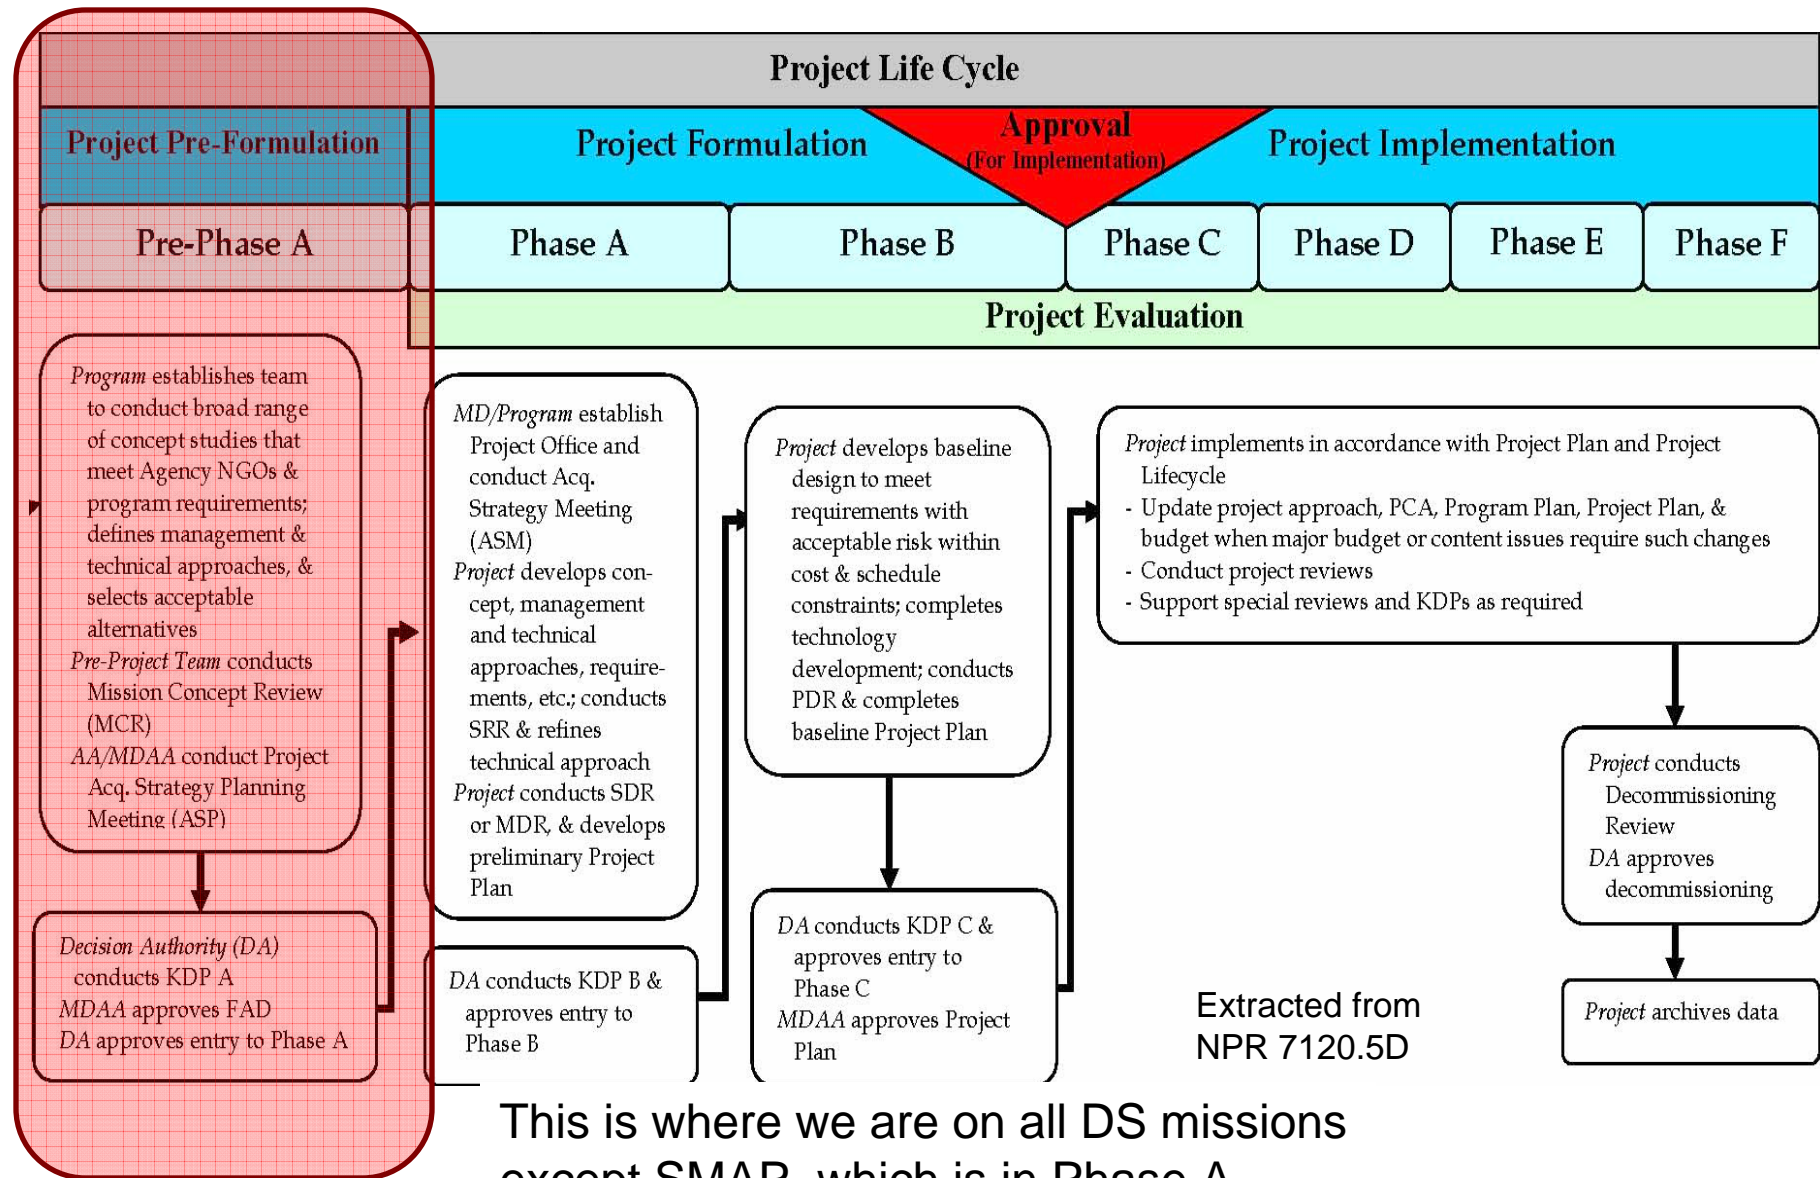 Project Life Cycle
Project Pre-Formulation
Project Formulation
Approval
(For Implementation)
Project Implementation
Pre-Phase A
Phase A
Phase B
Phase C
Phase D
Phase E
Phase F
Project Evaluation
Program establishes team
to conduct broad range
of concept studies that
meet Agency NGOs &
program requirements;
defines management &
technical approaches, &
selects acceptable
alternatives
Pre-Project Team conducts
Mission Concept Review
(MCR)
AA/MDAA conduct Project
Acq. Strategy Planning
Meeting (ASP)
Decision Authority (DA)
conducts KDP A
MDAA approves FAD
DA approves entry to Phase A
MD/Program establish
Project Office and
conduct Acq.
Strategy Meeting
(ASM)
Project develops con-
cept, management
and technical
approaches, require-
ments, etc.; conducts
SRR & refines
technical approach
Project conducts SDR
or MDR, & develops
preliminary Project
Plan
DA conducts KDP B &
approves entry to
Phase B
Project develops baseline
design to meet
requirements with
acceptable risk within
cost & schedule
constraints; completes
technology
development; conducts
PDR & completes
baseline Project Plan
DA conducts KDP C &
approves entry to
Phase C
MDAA approves Project
Plan
Project implements in accordance with Project Plan and Project
Lifecycle
- Update project approach, PCA, Program Plan, Project Plan, &
budget when major budget or content issues require such changes
- Conduct project reviews
- Support special reviews and KDPs as required
Project conducts
Decommissioning
Review
DA approves
decommissioning
Project archives data
Extracted from
NPR 7120.5D
This is where we are on all DS missions
except SMAP, which is in Phase A